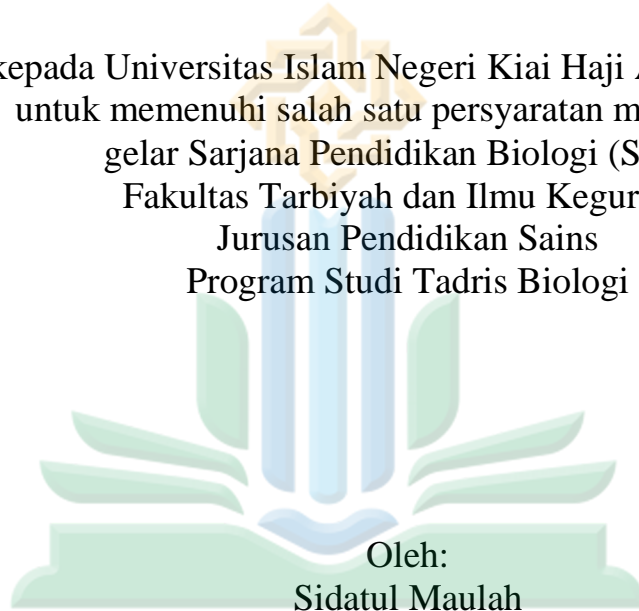 kepada Universitas Islam Negeri Kiai Haji
untuk memenuhi salah satu persyaratan
gelar Sarjana Pendidikan Biologi (S
Fakultas Tarbiyah dan Ilmu Kegur
Jurusan Pendidikan Sains
Program Studi Tadris Biologi
Oleh:
Sidatul Maulah